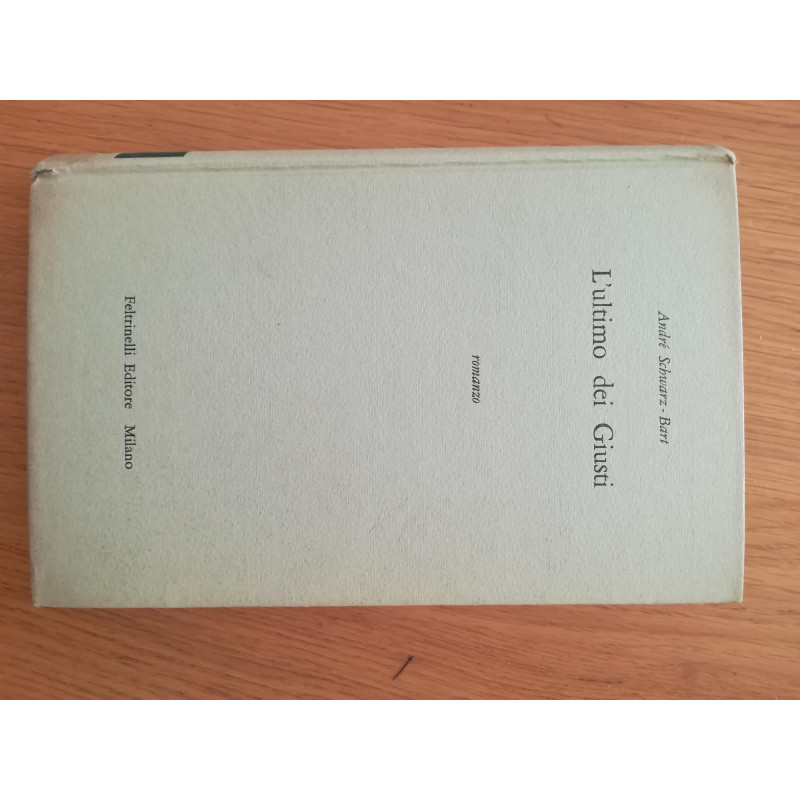 André Schwarz-Bart
L'ultimo dei Giusti
romanzo
Feltrinelli Editore Milano